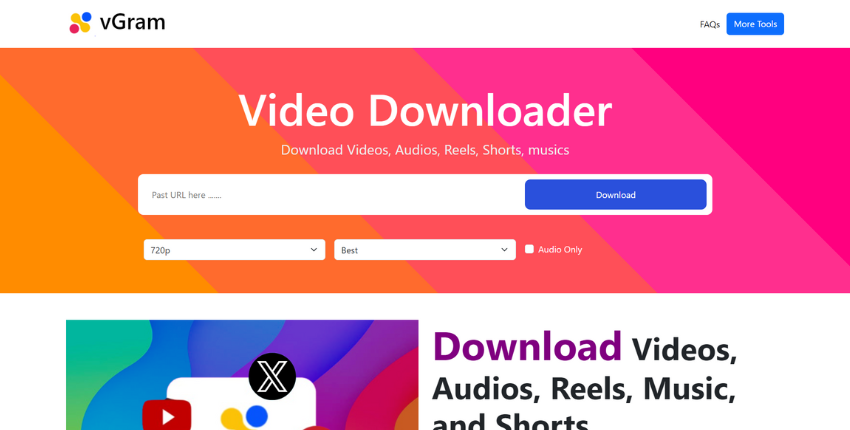 vGram
FAQs
More Tools
Video Downloader
Download Videos, Audios, Reels, Shorts, musics
Past URL here .......
Download
720p
Best
Audio Only
Download Videos,
Audios, Reels, Music,
and Shorts